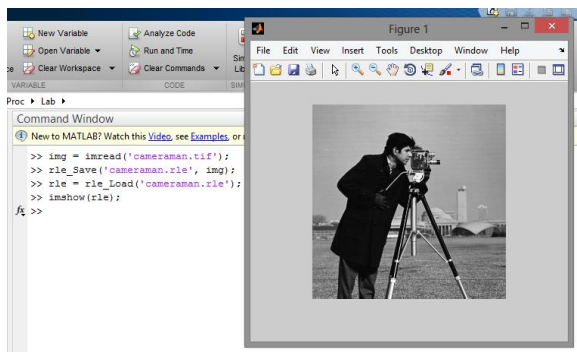 New Variable
Analyze Code
Open Variable
Run and Time
Clear Workspace
Clear Commands
VARIABLE
CODE
Proc ▸ Lab ▸
Command Window
New to MATLAB? Watch this Video, see Examples, or
>> img = imread('cameraman.tif');
>> rle_Save('cameraman.rle', img);
>> rle = rle_Load('cameraman.rle');
>> imshow(rle);
fx >>
Figure 1
File Edit View Insert Tools Desktop Window Help